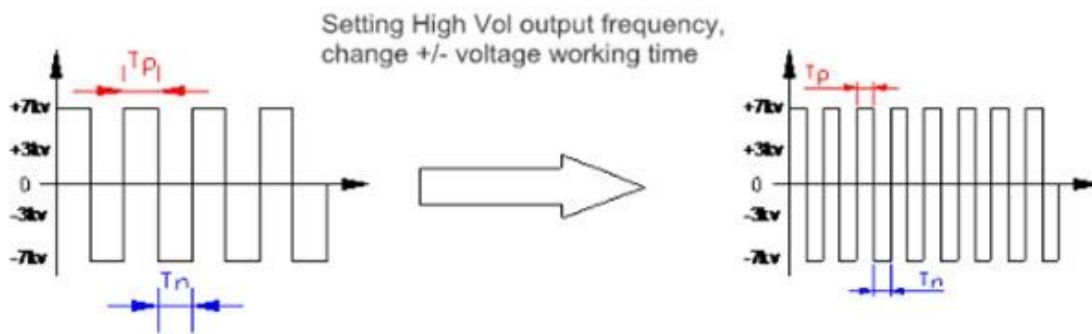 Setting High Vol output frequency,
change +/- voltage working time
Tp
+7kv
+3kv
0
-3kv
-7kv
Tn
Tp
+7kv
+3kv
0
-3kv
-7kv
Tn